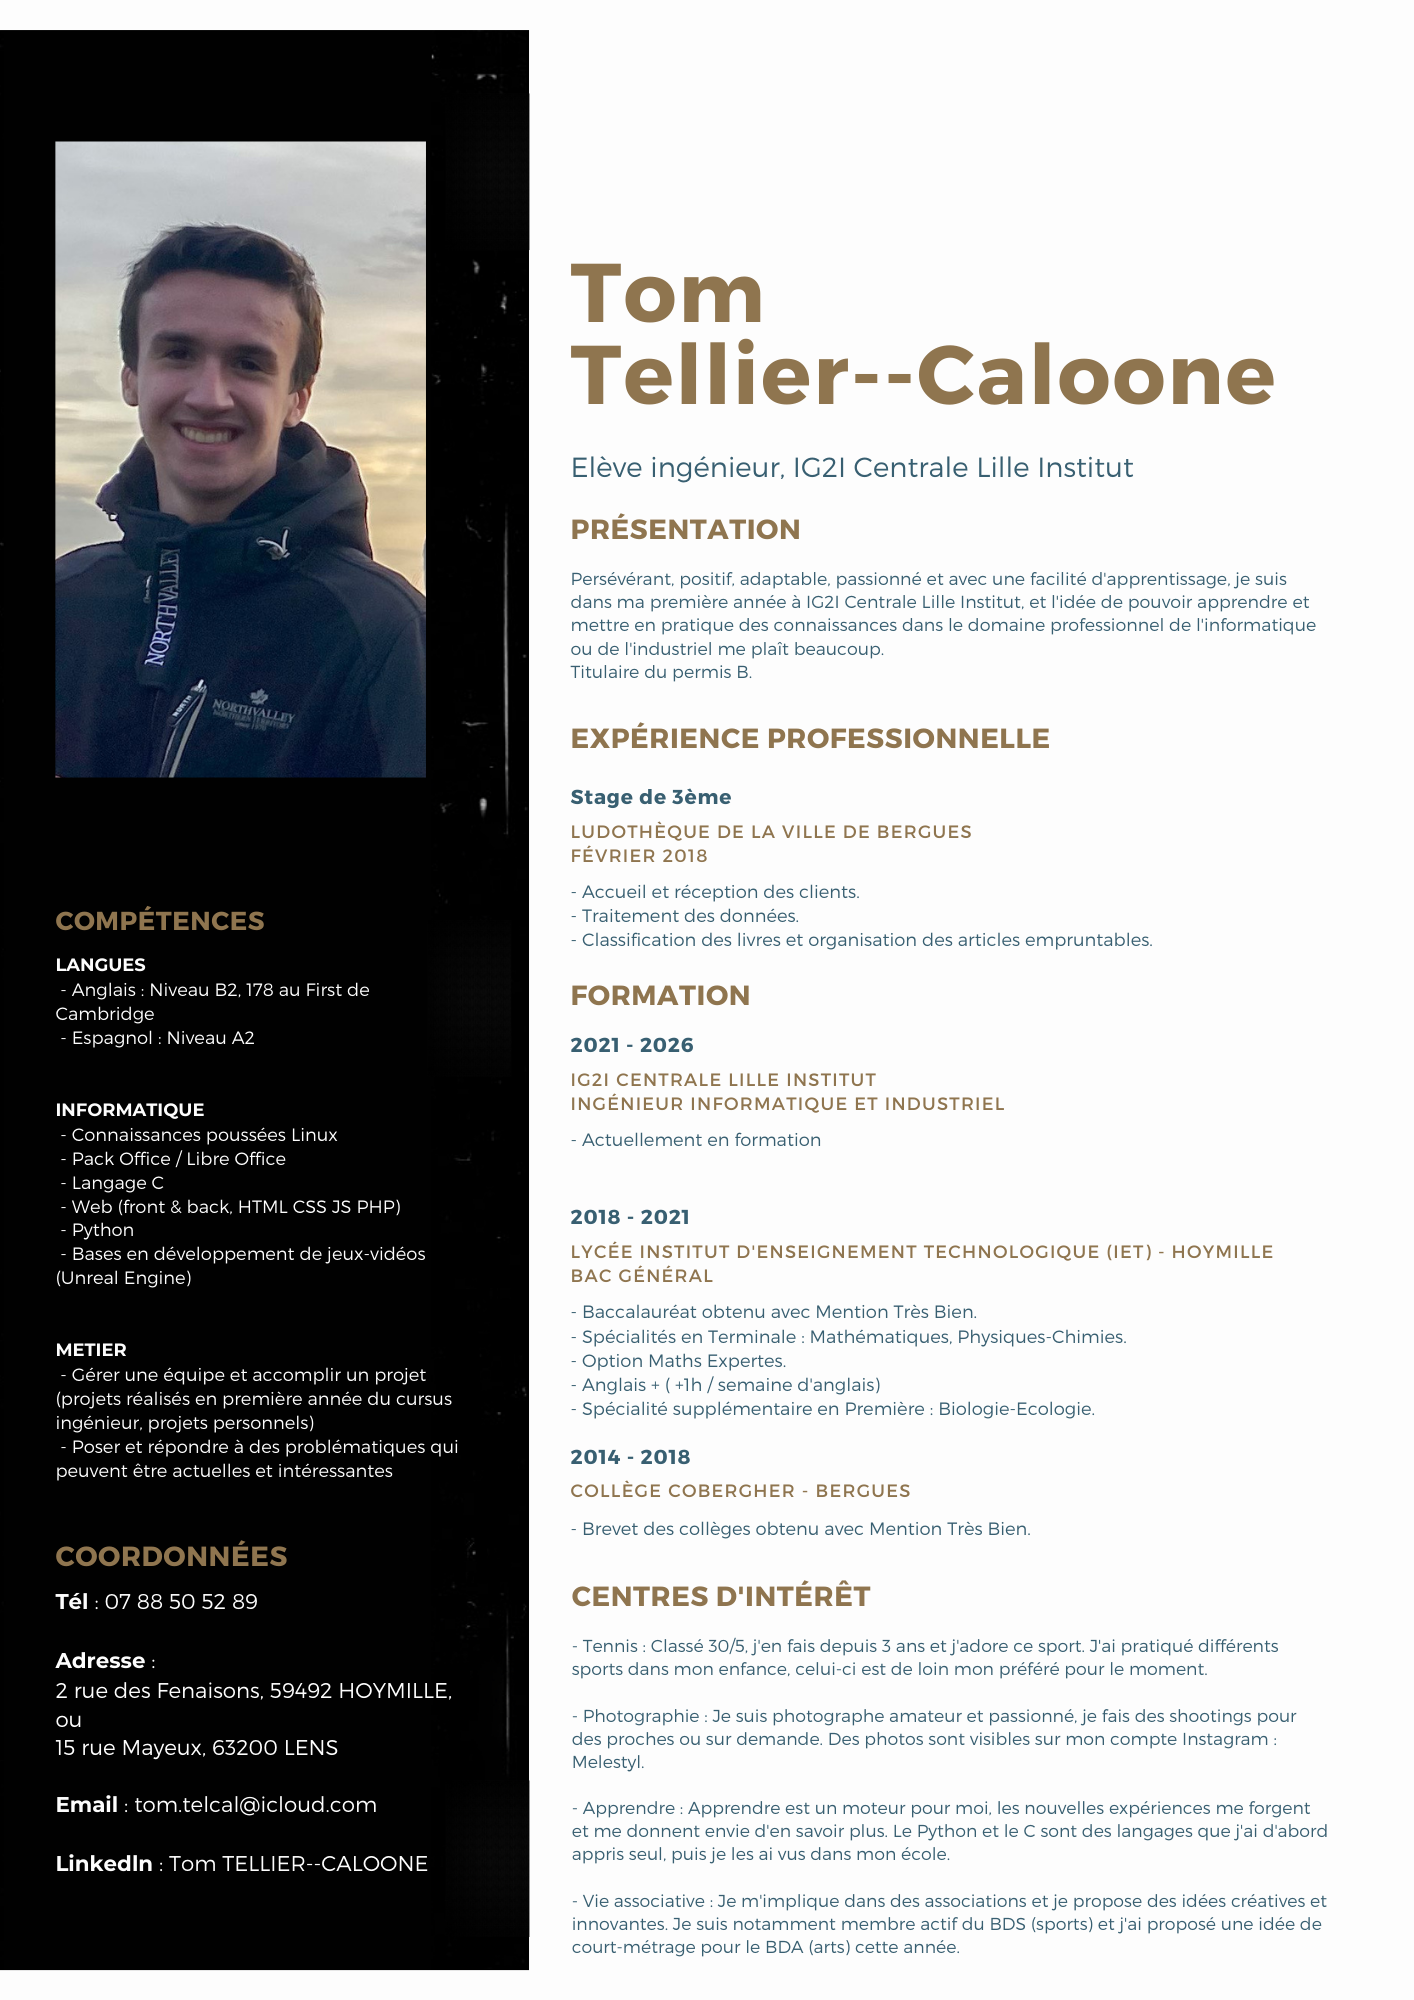 NORTHVALLEY
NORTH
NORTHVALLEY
NORTHERN TERRITORY
COMPÉTENCES
LANGUES
- Anglais : Niveau B2, 178 au First de
Cambridge
- Espagnol : Niveau A2
INFORMATIQUE
- Connaissances poussées Linux
- Pack Office / Libre Office
- Langage C
- Web (front & back, HTML CSS JS PHP)
- Python
- Bases en développement de jeux-vidéos
(Unreal Engine)
METIER
- Gérer une équipe et accomplir un projet
(projets réalisés en première année du cursus
ingénieur, projets personnels)
- Poser et répondre à des problématiques qui
peuvent être actuelles et intéressantes
COORDONNÉES
Tél : 07 88 50 52 89
Adresse :
2 rue des Fenaisons, 59492 HOYMILLE,
ou
15 rue Mayeux, 63200 LENS
Email : tom.telcal@icloud.com
LinkedIn : Tom TELLIER--CALOONE
Tom
Tellier--Caloone
Elève ingénieur, IG2I Centrale Lille Institut
PRÉSENTATION
Persévérant, positif, adaptable, passionné et avec une facilité d'apprentissage, je suis
dans ma première année à IG2I Centrale Lille Institut, et l'idée de pouvoir apprendre et
mettre en pratique des connaissances dans le domaine professionnel de l'informatique
ou de l'industriel me plaît beaucoup.
Titulaire du permis B.
EXPÉRIENCE PROFESSIONNELLE
Stage de 3ème
LUDOTHÈQUE DE LA VILLE DE BERGUES
FÉVRIER 2018
- Accueil et réception des clients.
- Traitement des données.
- Classification des livres et organisation des articles empruntables.
FORMATION
2021 - 2026
IG2I CENTRALE LILLE INSTITUT
INGÉNIEUR INFORMATIQUE ET INDUSTRIEL
- Actuellement en formation
2018 - 2021
LYCÉE INSTITUT D'ENSEIGNEMENT TECHNOLOGIQUE (IET) - HOYMILLE
BAC GÉNÉRAL
- Baccalauréat obtenu avec Mention Très Bien.
- Spécialités en Terminale : Mathématiques, Physiques-Chimies.
- Option Maths Expertes.
- Anglais + ( +1h / semaine d'anglais)
- Spécialité supplémentaire en Première : Biologie-Ecologie.
2014 - 2018
COLLÈGE COBERGHER - BERGUES
- Brevet des collèges obtenu avec Mention Très Bien.
CENTRES D'INTÉRÊT
- Tennis : Classé 30/5, j'en fais depuis 3 ans et j'adore ce sport. J'ai pratiqué différents
sports dans mon enfance, celui-ci est de loin mon préféré pour le moment.
- Photographie : Je suis photographe amateur et passionné, je fais des shootings pour
des proches ou sur demande. Des photos sont visibles sur mon compte Instagram :
Melestyl.
- Apprendre : Apprendre est un moteur pour moi, les nouvelles expériences me forgent
et me donnent envie d'en savoir plus. Le Python et le C sont des langages que j'ai d'abord
appris seul, puis je les ai vus dans mon école.
- Vie associative : Je m'implique dans des associations et je propose des idées créatives et
innovantes. Je suis notamment membre actif du BDS (sports) et j'ai proposé une idée de
court-métrage pour le BDA (arts) cette année.